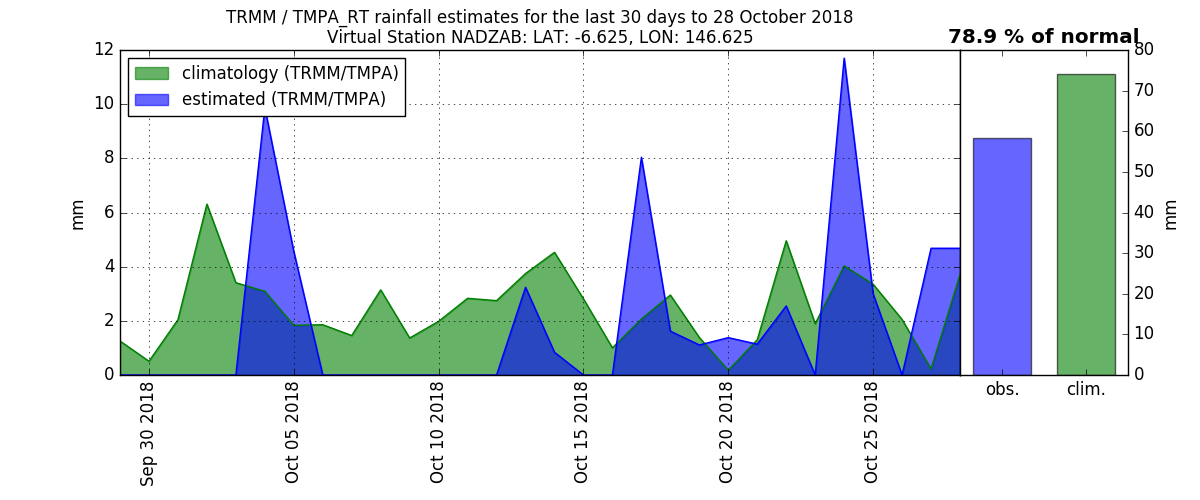 TRMM / TMPA_RT rainfall estimates for the last 30 days to 28 October 2018
Virtual Station NADZAB: LAT: -6.625, LON: 146.625
78.9 % of normal
climatology (TRMM/TMPA)
estimated (TRMM/TMPA)
mm
12
10
8
6
4
2
0
Sep 30 2018
Oct 05 2018
Oct 10 2018
Oct 15 2018
Oct 20 2018
Oct 25 2018
80
70
60
50
40
30
20
10
0
mm
obs.
clim.